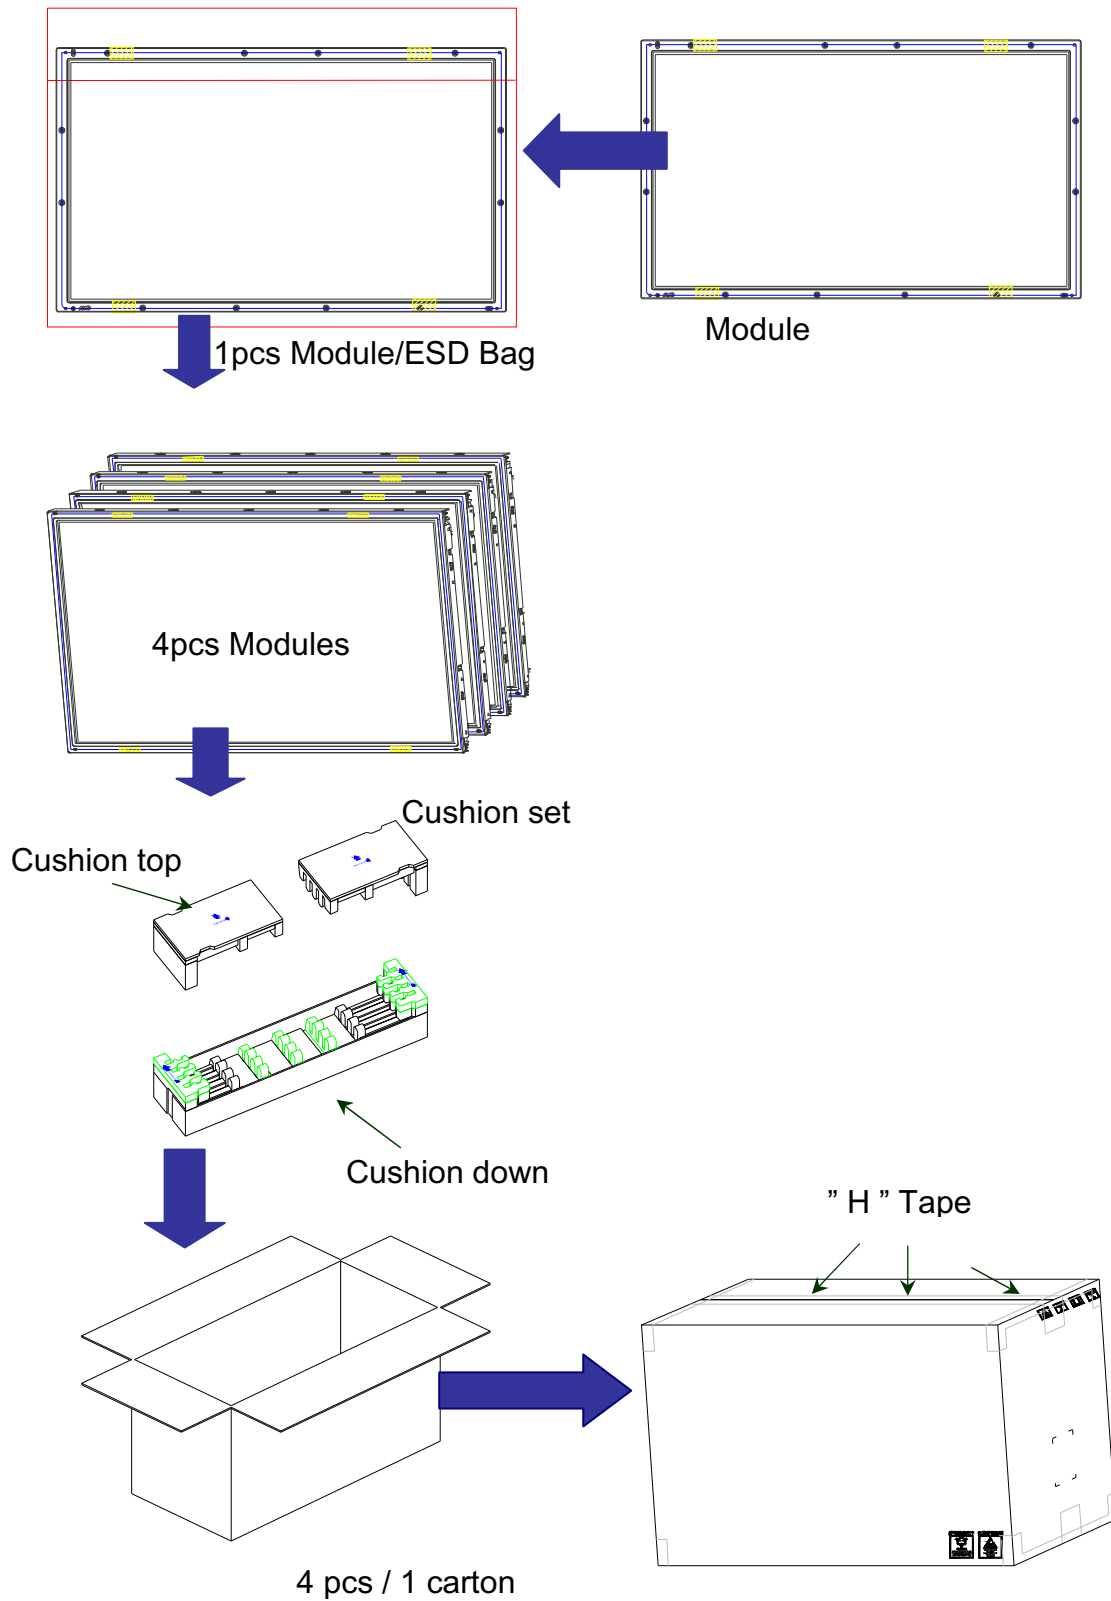 Module
1pcs Module/ESD Bag
4pcs Modules
Cushion set
Cushion top
Cushion down
” H ” Tape
4 pcs / 1 carton